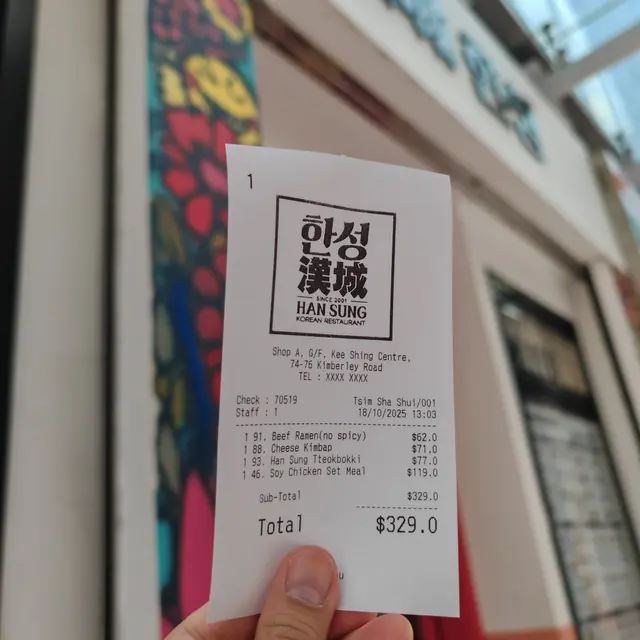 1
한성
漢城
SINCE 2001
HAN SUNG
KOREAN RESTAURANT
Shop A, G/F, Kee Shing Centre,
74-76 Kimberley Road
TEL : XXXX XXXX
Check : 70519 Tsim Sha Shui/001
Staff : 1 18/10/2025 13:03
1 91. Beef Ramen(no spicy) $62.0
1 88. Cheese Kimbap $71.0
1 93. Han Sung Tteokbokki $77.0
1 46. Soy Chicken Set Meal $119.0
Sub-Total $329.0
Total $329.0